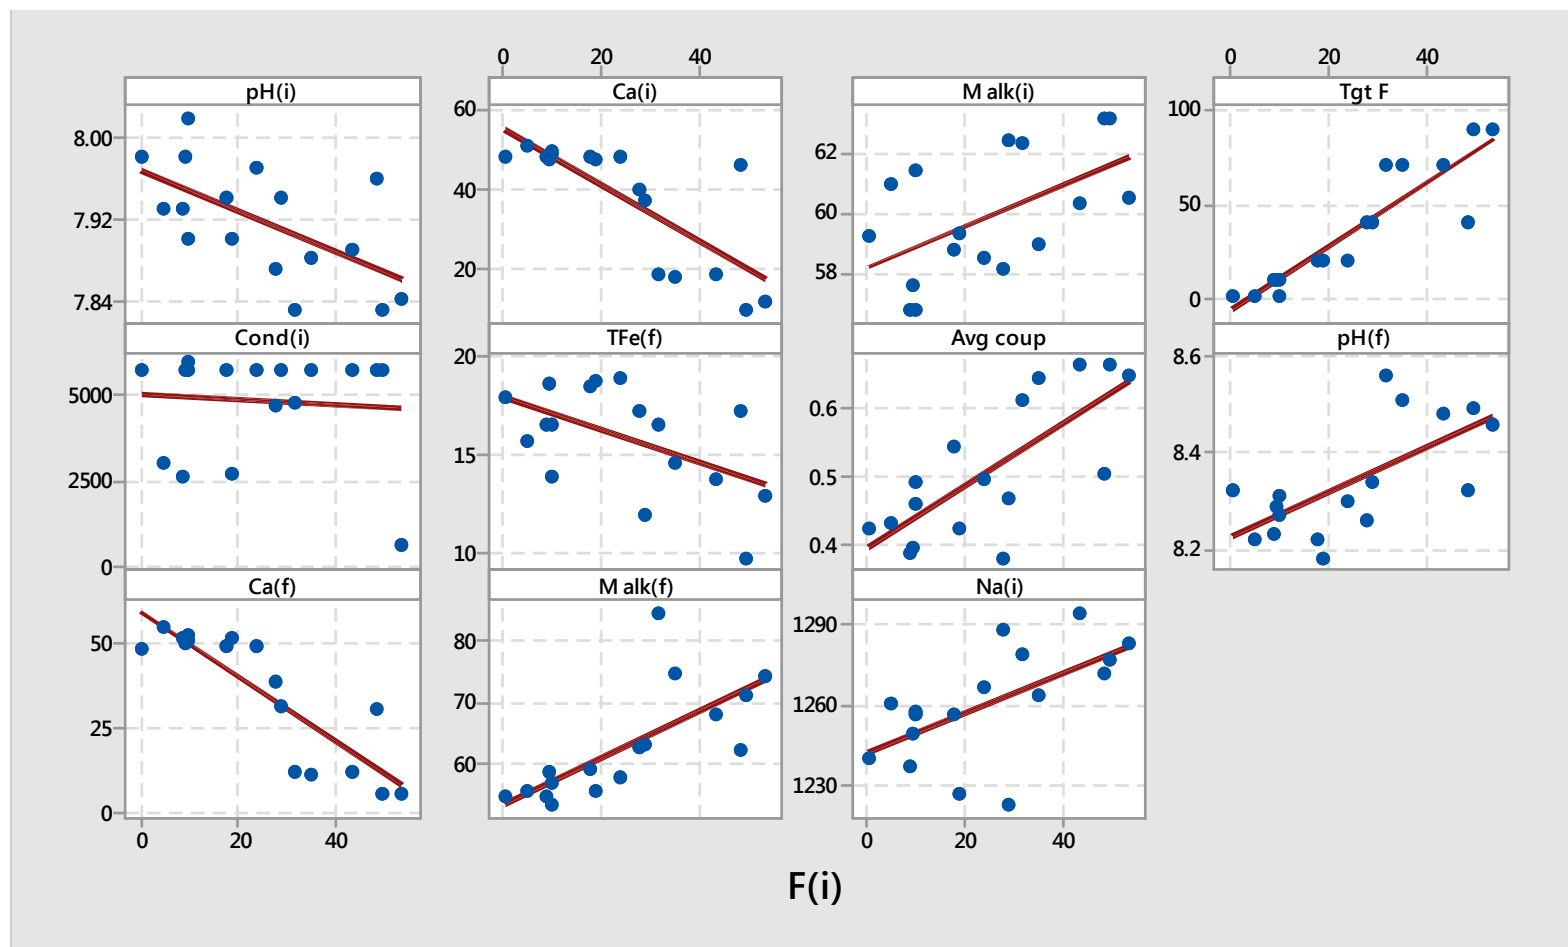 0 20 40 0 20 40
pH(i) Ca(i) M alk(i) Tgt F
8.00 7.92 7.84
60 40 20
62 60 58
100 50 0
Cond(i) TFe(f) Avg coup pH(f)
5000 2500 0
20 15 10
0.6 0.5 0.4
8.6 8.4 8.2
Ca(f) M alk(f) Na(i)
50 25 0
80 70 60
1290 1260 1230
0 20 40 0 20 40
F(i)